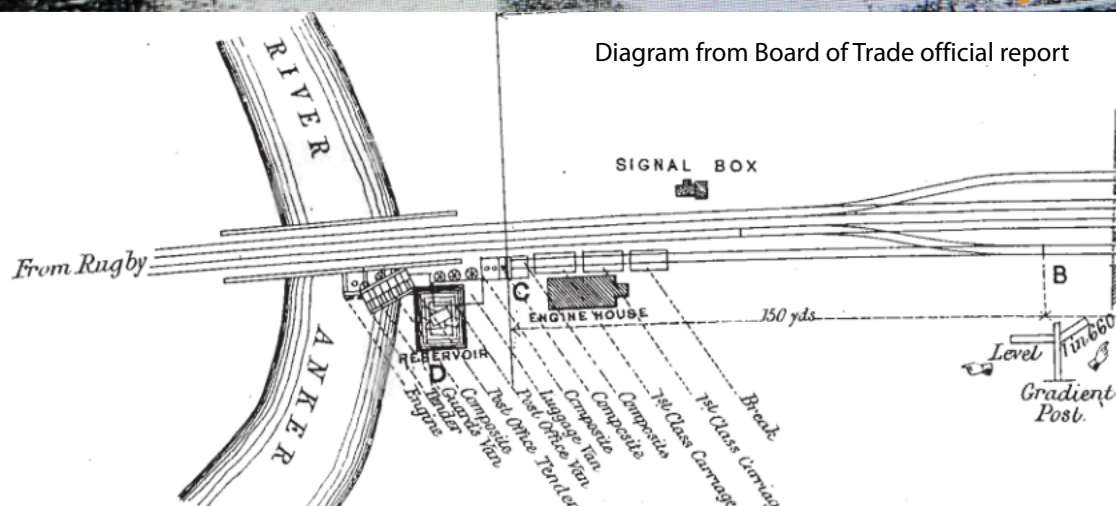 Diagram from Board of Trade official report
RIVER
SIGNAL BOX
From Rugby
C
B
ENGINE HOUSE
150 yds.
RESERVOIR
D
Level
1 in 660
Gradient
Post.
ANKER
Engine
Tender
Guard's Van
Composite
Post Office Tender
Post Office Van
Luggage Van
Composite
Composite
Composite
1st Class Carriage
1st Class Carriag
Break